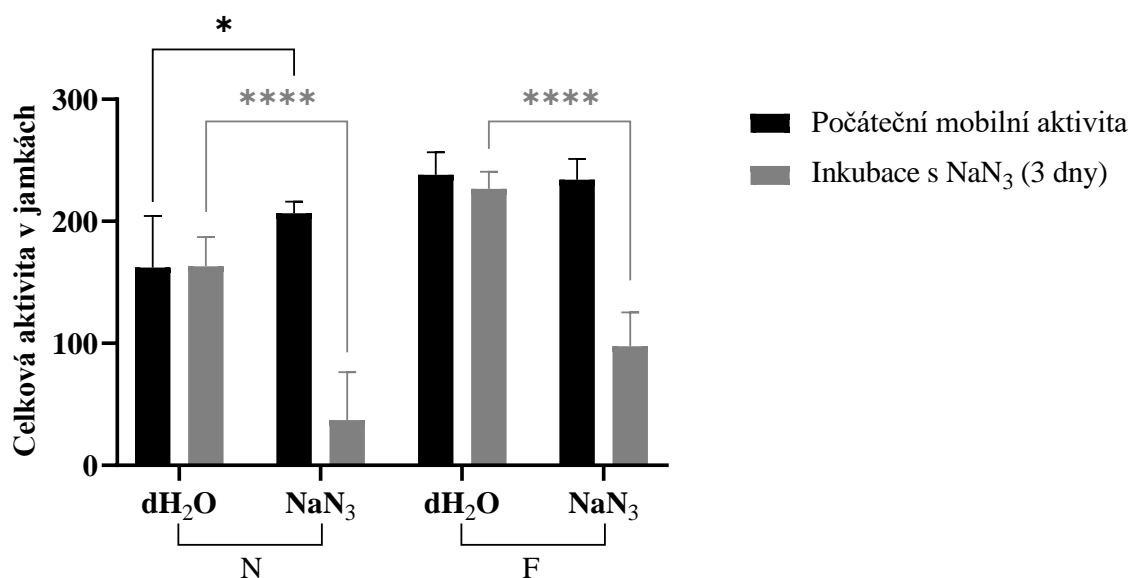 *
**** ****
300
200
100
0
Celková aktivita v jamkách
Počáteční mobilní aktivita
Inkubace s NaN₃ (3 dny)
dH₂O NaN₃ dH₂O NaN₃
N F